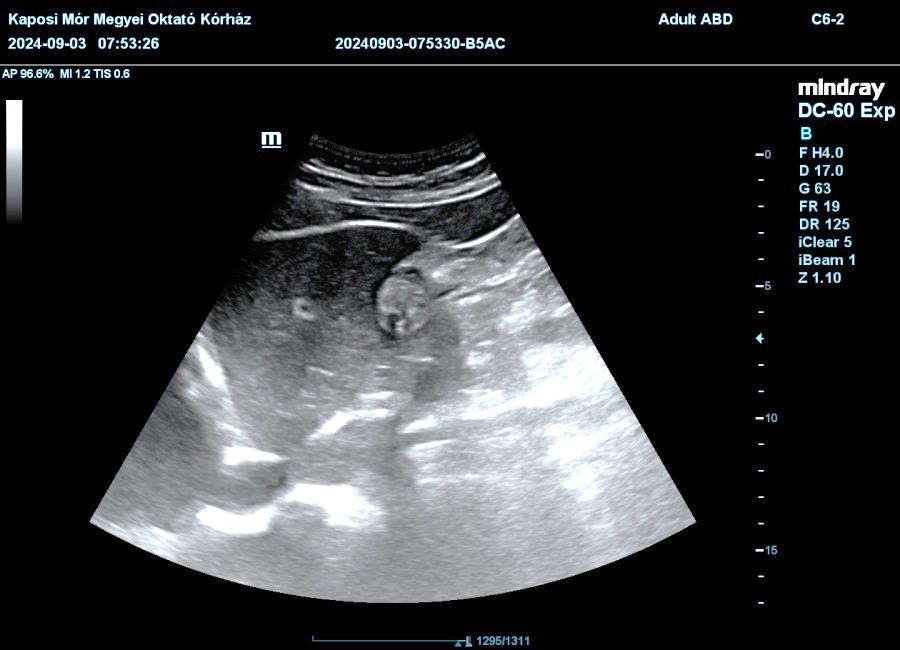 Kaposi Mór Megyei Oktató Kórház
Adult ABD
C6-2
2024-09-03 07:53:26
20240903-075330-B5AC
AP 96.6% MI 1.2 TIS 0.6
mindray
DC-60 Exp
m
B
F H4.0
D 17.0
G 63
FR 19
DR 125
iClear 5
iBeam 1
Z 1.10
0
5
10
15
1295/1311